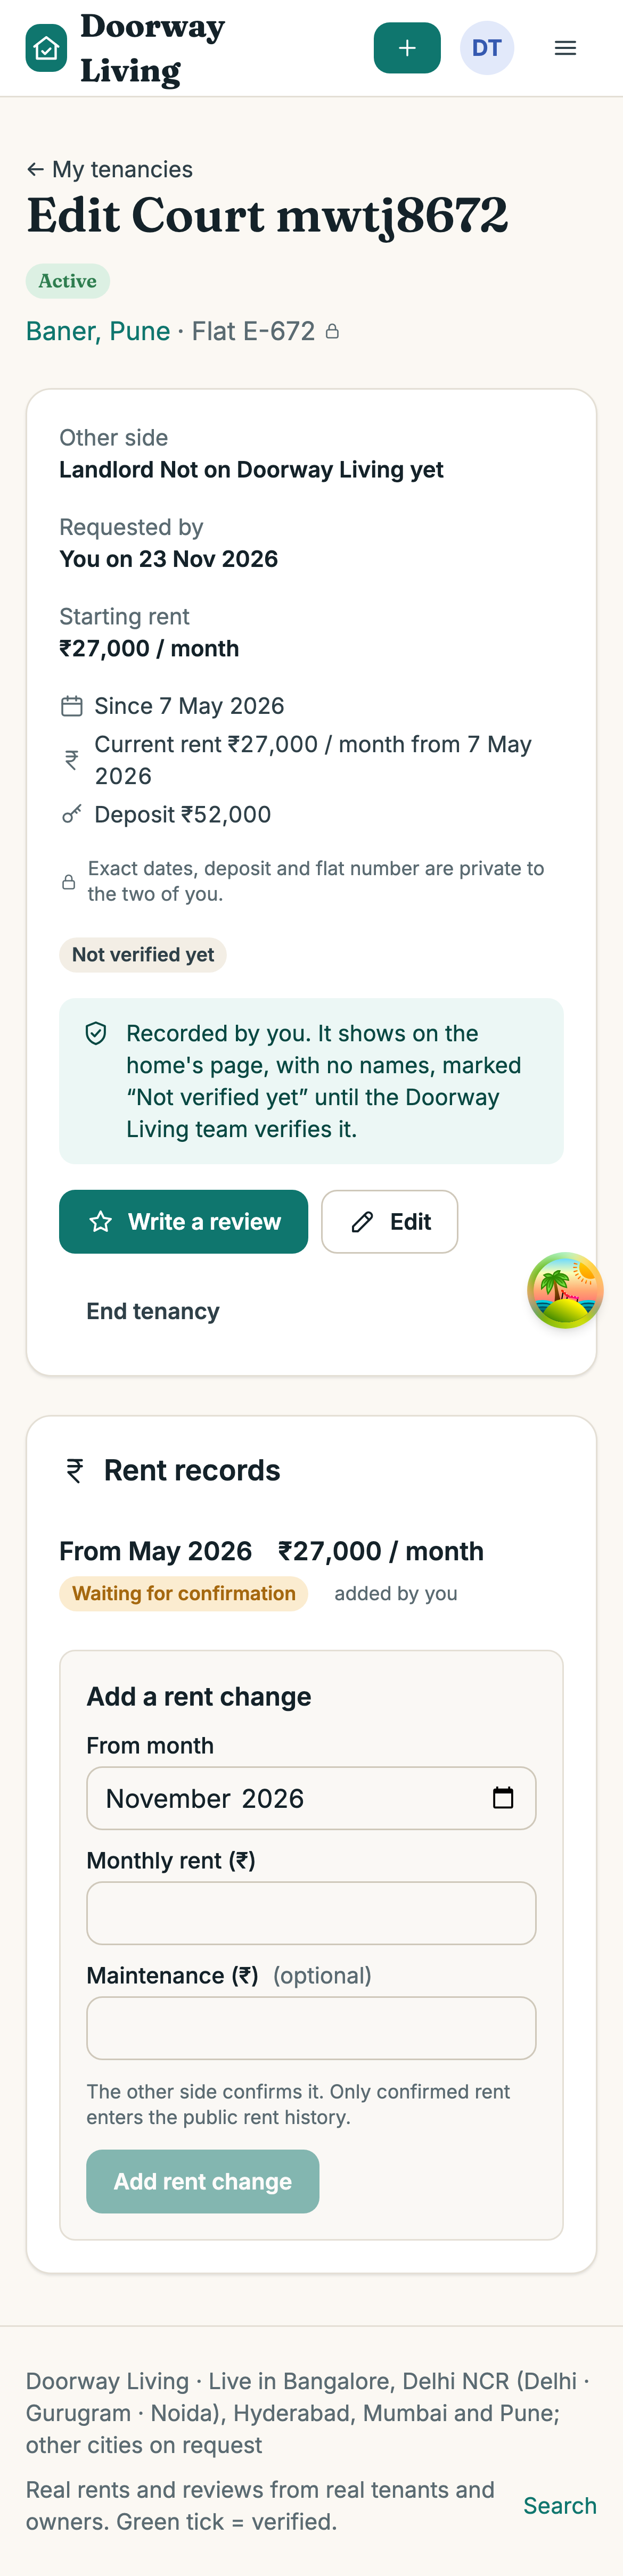 Doorway
Living
DT
← My tenancies
Edit Court mwtj8672
Active
Baner, Pune · Flat E-672
Other side
Landlord Not on Doorway Living yet
Requested by
You on 23 Nov 2026
Starting rent
₹27,000 / month
Since 7 May 2026
₹ Current rent ₹27,000 / month from 7 May
2026
Deposit ₹52,000
Exact dates, deposit and flat number are private to
the two of you.
Not verified yet
Recorded by you. It shows on the
home's page, with no names, marked
“Not verified yet” until the Doorway
Living team verifies it.
Write a review
Edit
End tenancy
₹ Rent records
From May 2026 ₹27,000 / month
Waiting for confirmation added by you
Add a rent change
From month
November 2026
Monthly rent (₹)
Maintenance (₹) (optional)
The other side confirms it. Only confirmed rent
enters the public rent history.
Add rent change
Doorway Living · Live in Bangalore, Delhi NCR (Delhi ·
Gurugram · Noida), Hyderabad, Mumbai and Pune;
other cities on request
Real rents and reviews from real tenants and
owners. Green tick = verified.
Search